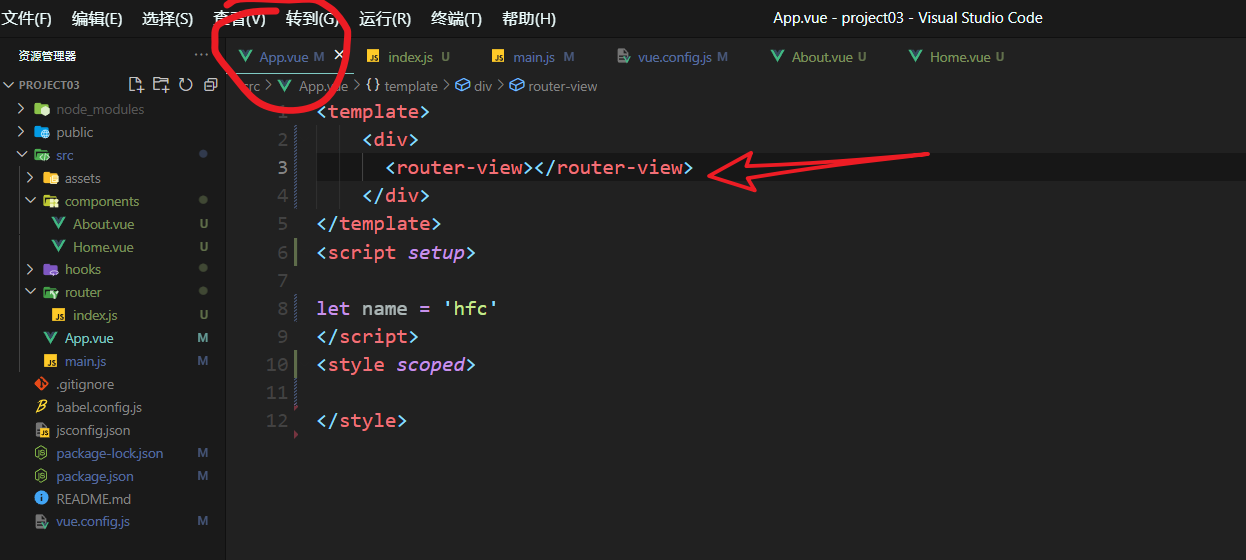 文件(F) 编辑(E) 选择(S) 查看(V) 转到(G) 运行(R) 终端(T) 帮助(H) App.vue - project03 - Visual Studio Code
资源管理器 ···
App.vue M × JS index.js U JS main.js M vue.config.js M About.vue U Home.vue U
PROJECT03
src > App.vue > {} template > div > router-view
node_modules
public
src
assets
components
About.vue U
Home.vue U
hooks
router
JS index.js U
App.vue M
JS main.js M
.gitignore
babel.config.js
jsconfig.json
package-lock.json M
package.json M
README.md
vue.config.js M
1 <template>
2 <div>
3 <router-view></router-view>
4 </div>
5 </template>
6 <script setup>
7
8 let name = 'hfc'
9 </script>
10 <style scoped>
11
12 </style>